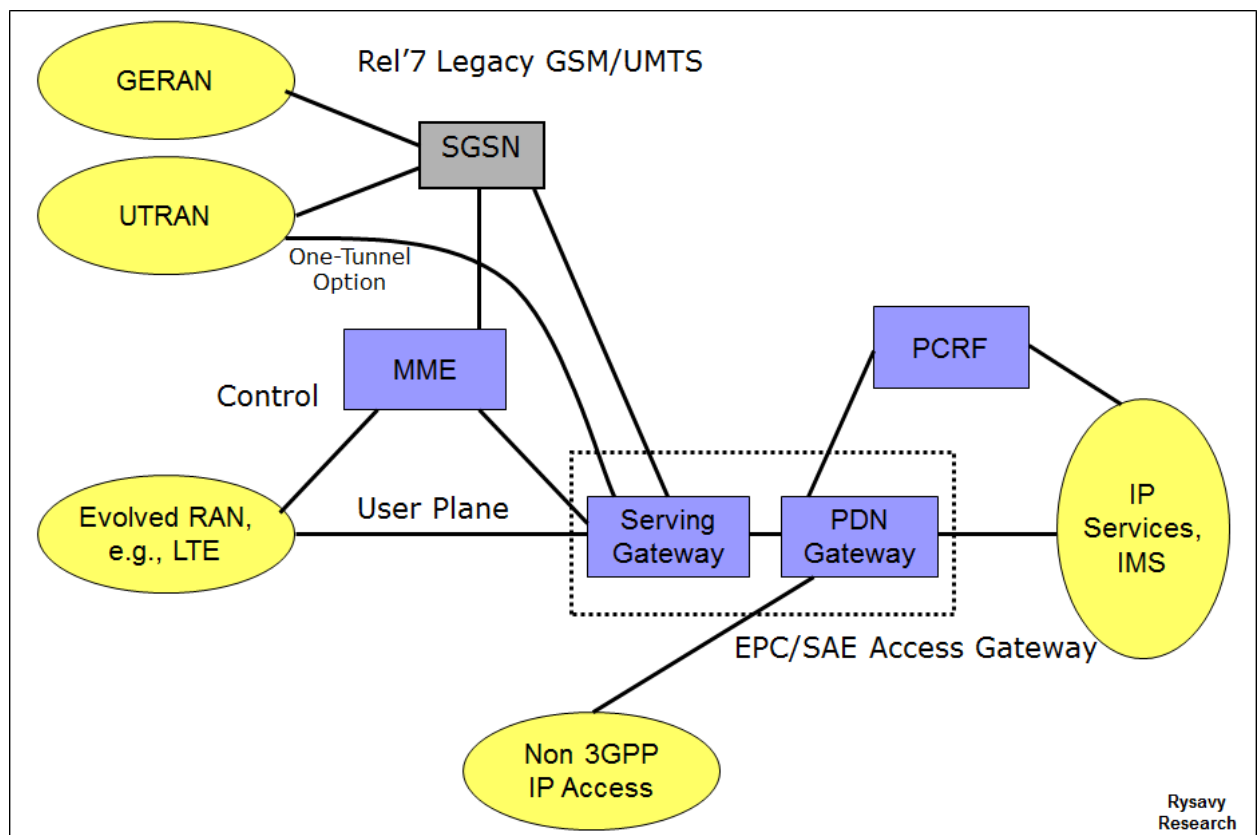 GERAN
Rel'7 Legacy GSM/UMTS
SGSN
UTRAN
One-Tunnel
Option
MME
PCRF
Control
Evolved RAN,
e.g., LTE
User Plane
Serving
Gateway
PDN
Gateway
IP
Services,
IMS
EPC/SAE Access Gateway
Non 3GPP
IP Access
Rysavy
Research